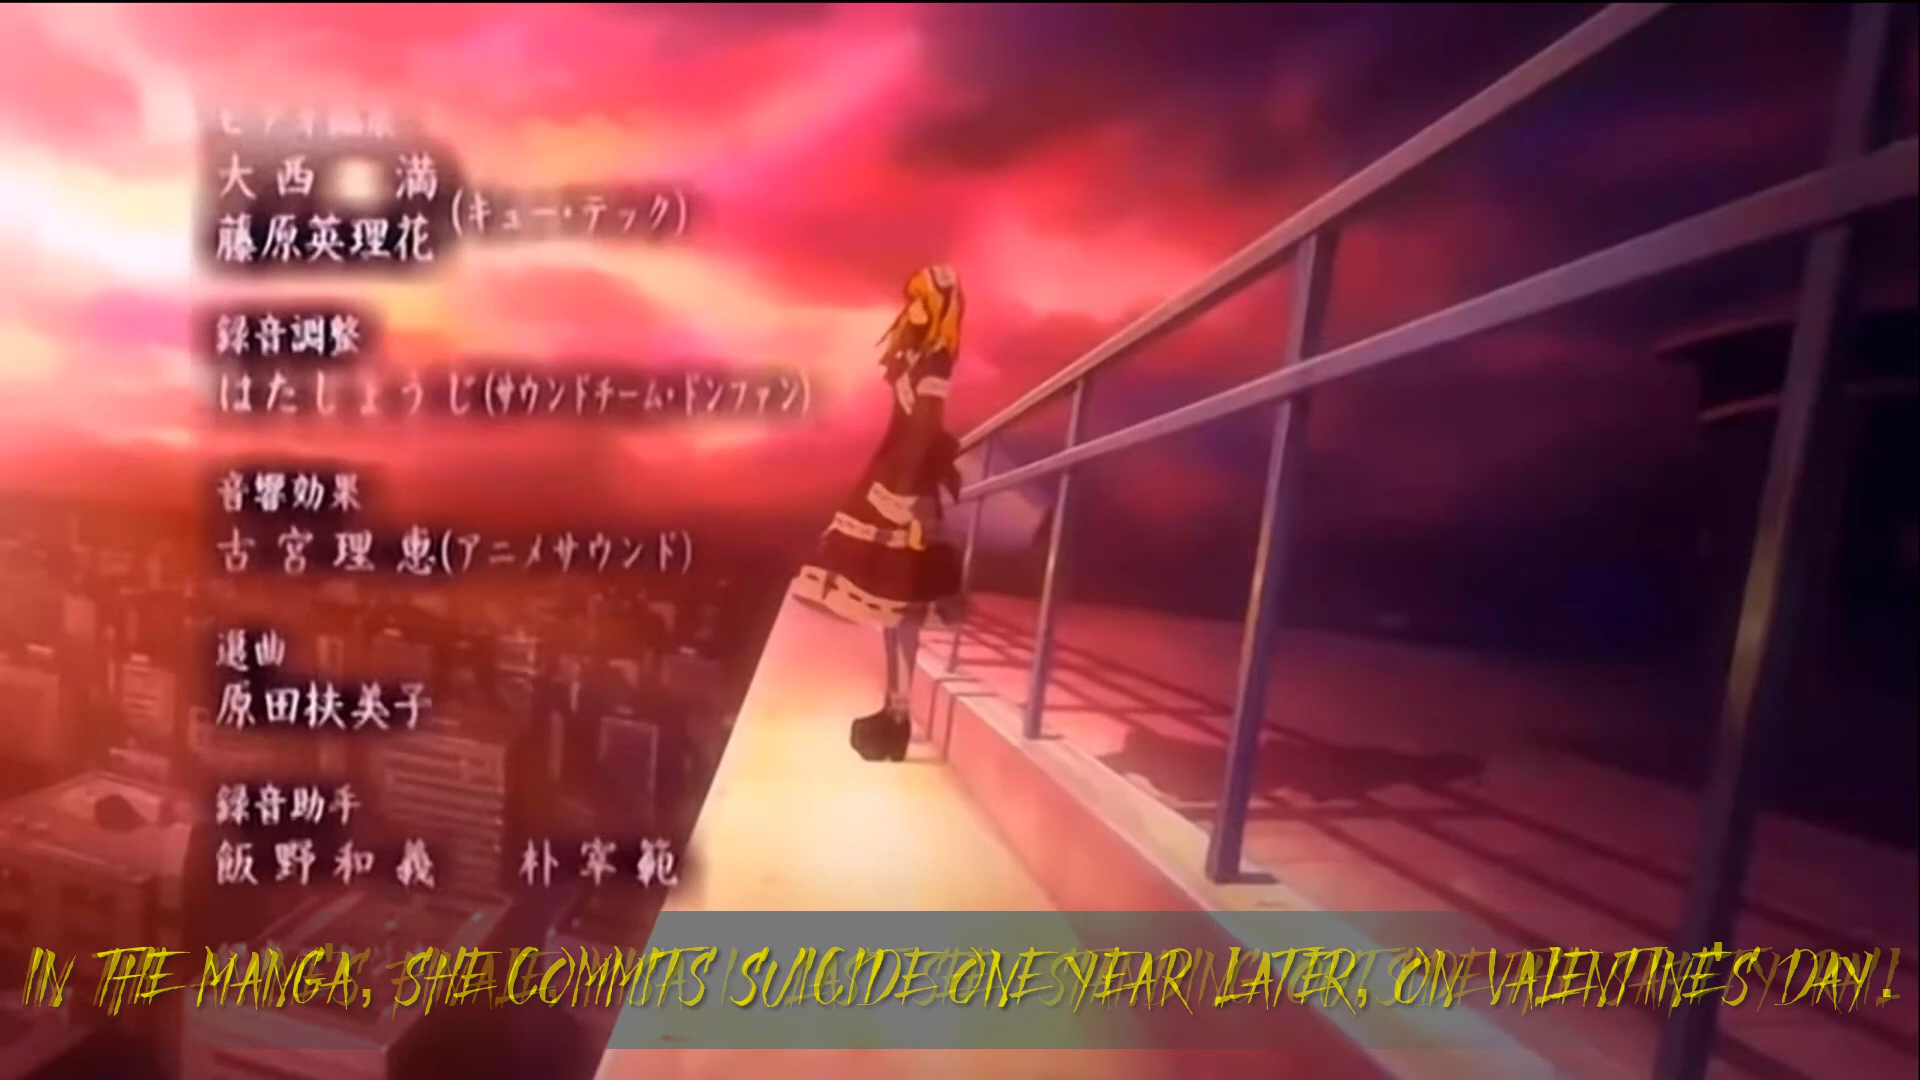 大西 満
藤原英理花
(キュー・テック)
録音調整
はたしょうじ(サウンドチーム・ドンファン)
音響効果
古宮理恵(アニメサウンド)
選曲
原田扶美子
録音助手
飯野和義 朴宰範
IN THE MANGA, SHE COMMITS SUICIDE ONE YEAR LATER, ON VALENTINE'S DAY.